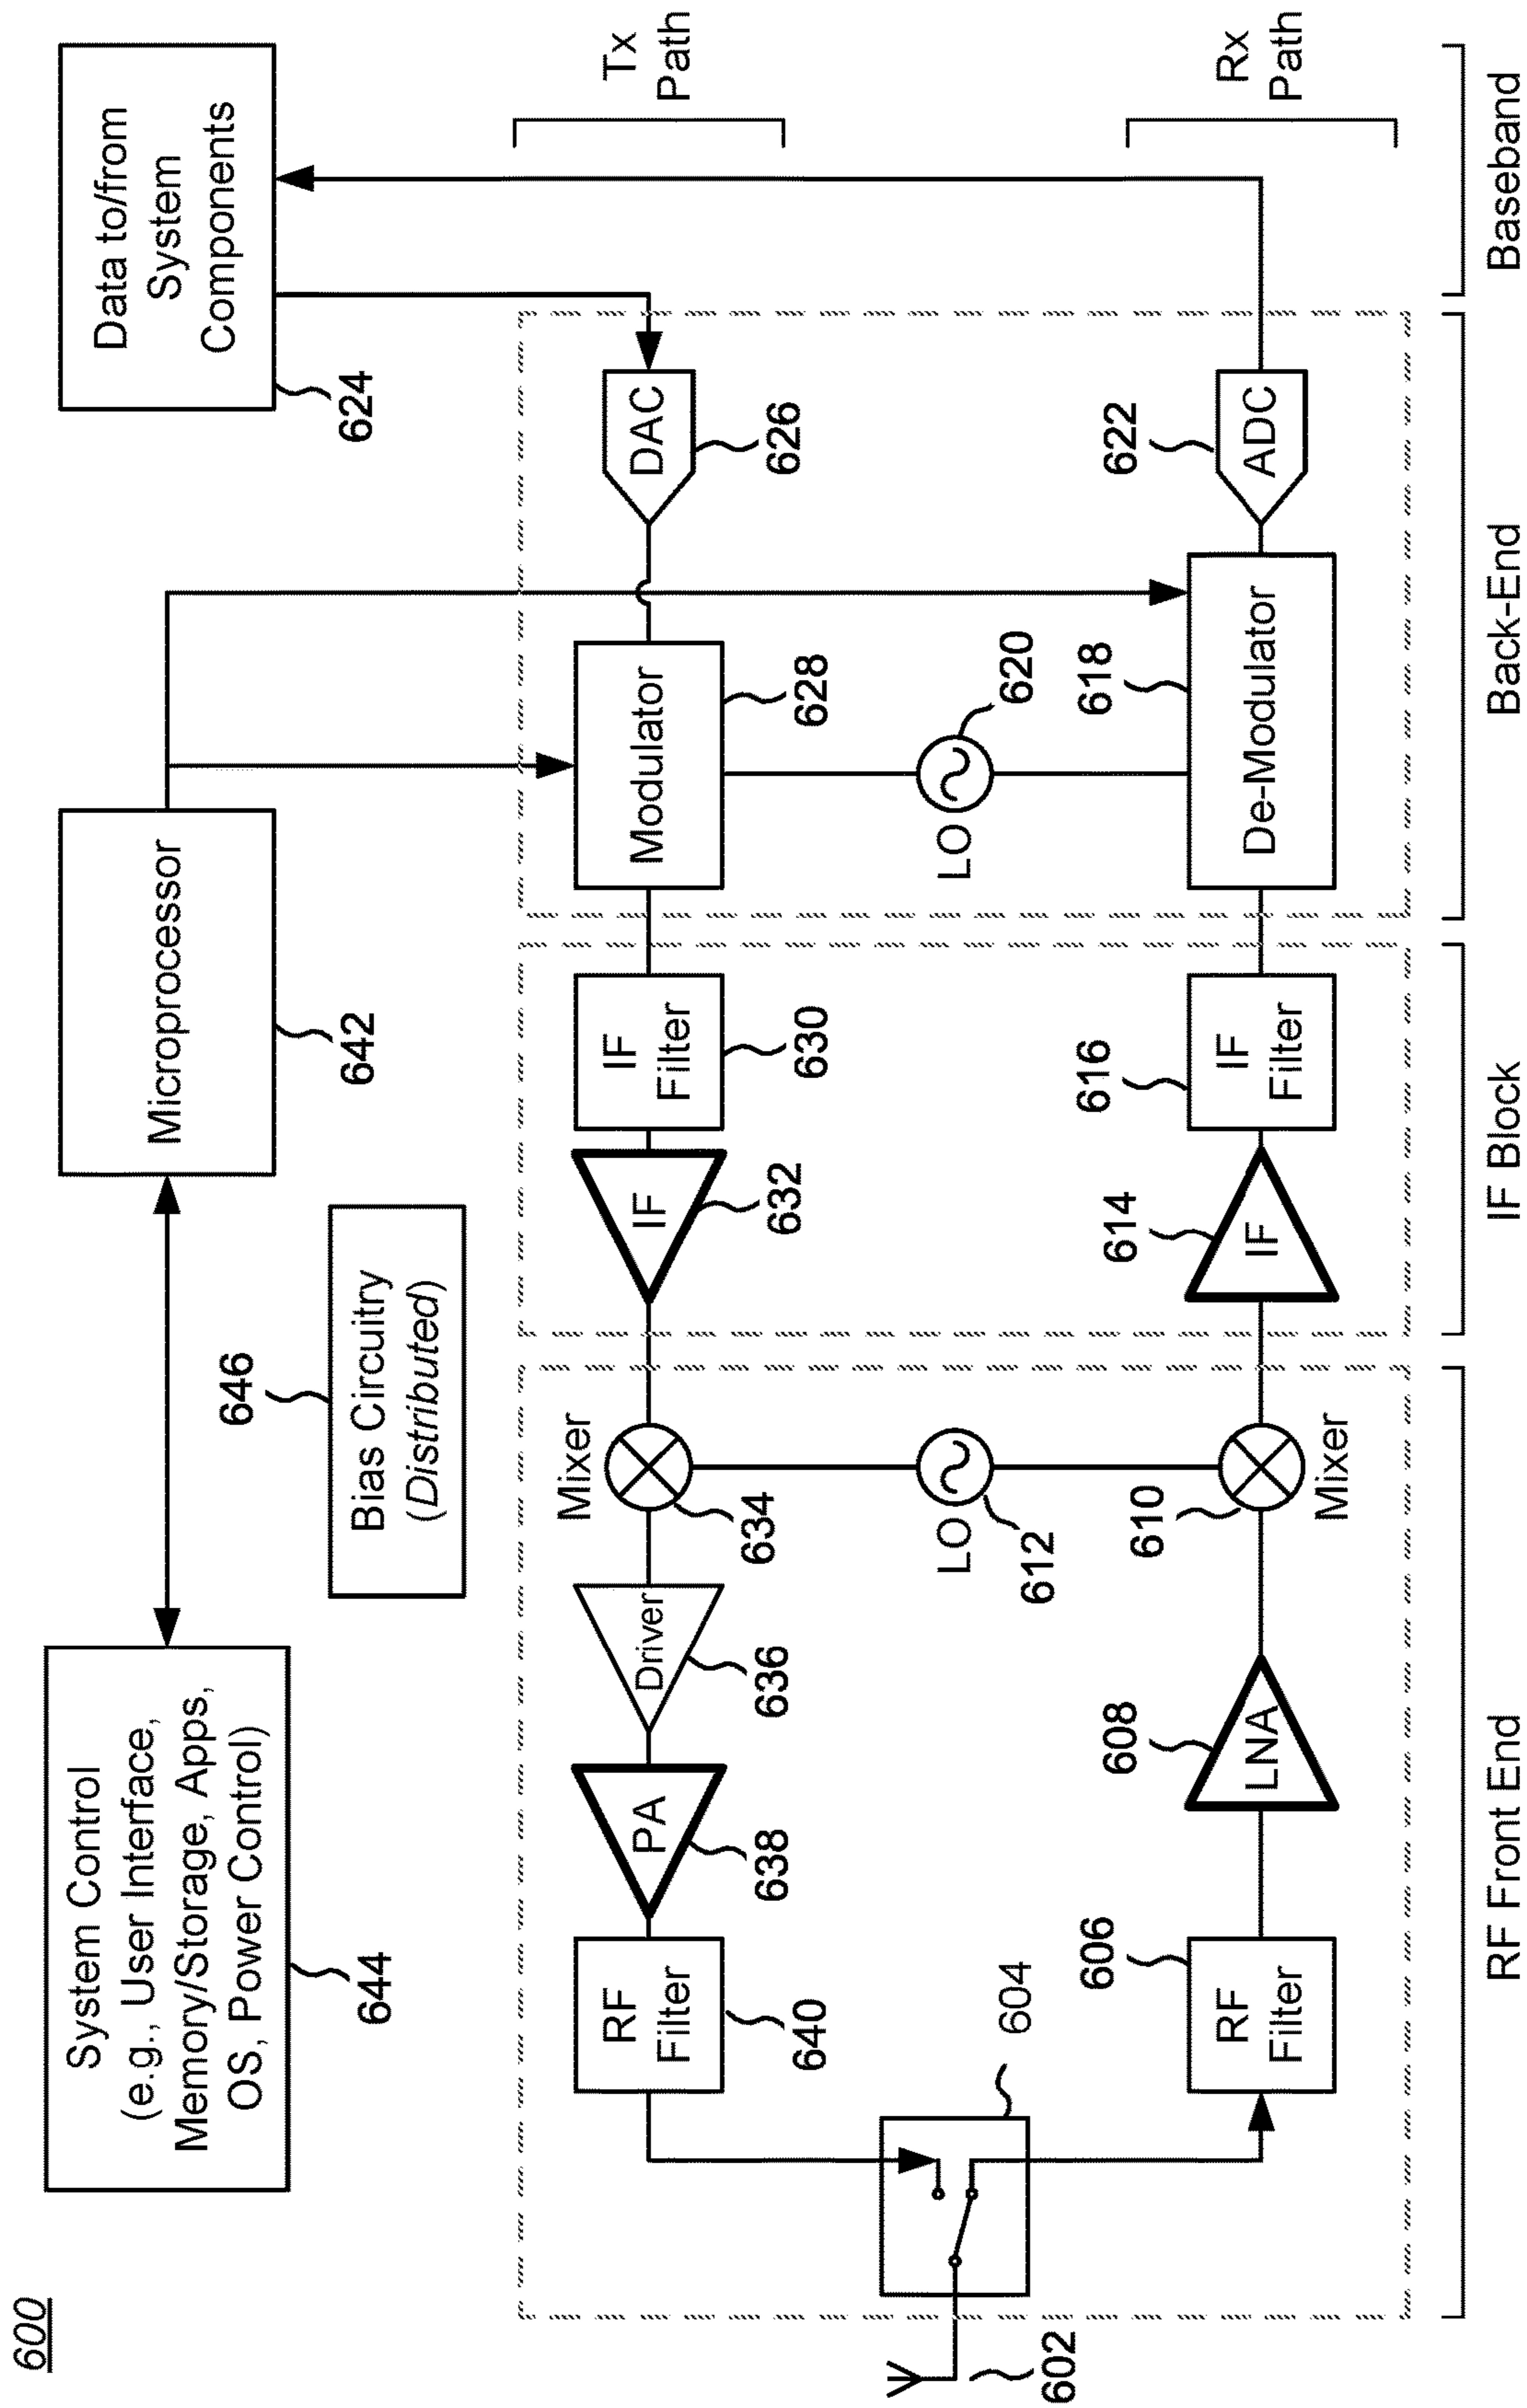 600
System Control
(e.g., User Interface,
Memory/Storage, Apps,
OS, Power Control)
644
Microprocessor
642
Data to/from
System
Components
624
646
Bias Circuitry
(Distributed)
Tx
Path
RF
Filter
640
PA
638
Driver
636
Mixer
634
IF
632
IF
Filter
630
Modulator
628
DAC
626
602
604
LO
612
LO
620
Rx
Path
RF
Filter
606
LNA
608
Mixer
610
IF
614
IF
Filter
616
De-Modulator
618
ADC
622
RF Front End
IF Block
Back-End
Baseband